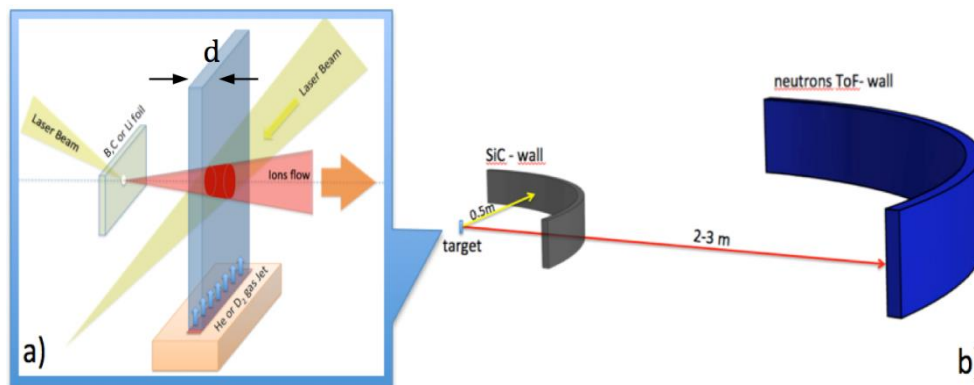 d
Laser Beam
Laser Beam
B,C or Li foil
Ions flow
He or D₂ gas Jet
a)
neutrons ToF- wall
SiC - wall
0.5m
2-3 m
target
b